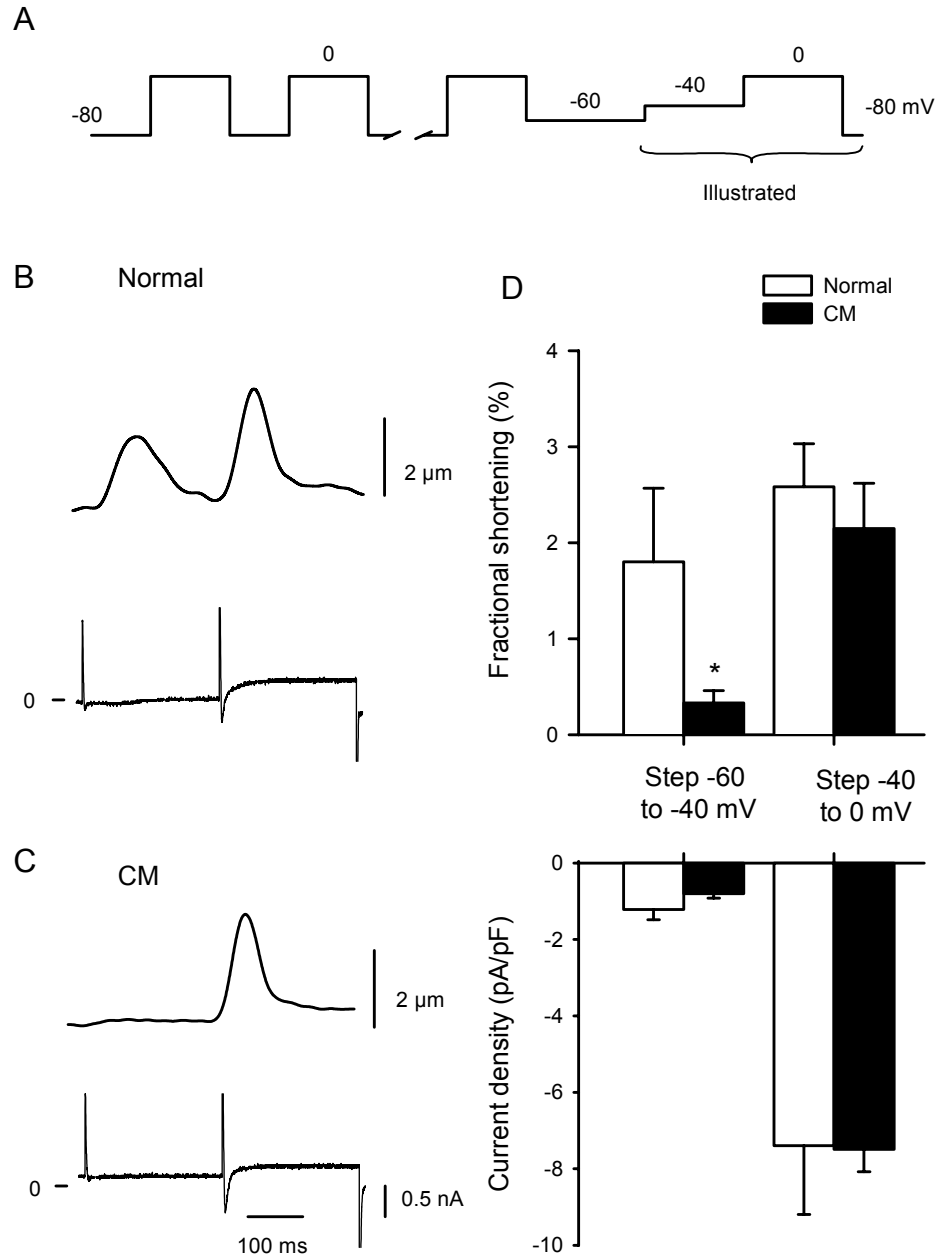 A
0
0
-80
-60
-40
-80 mV
Illustrated
B
Normal
2 µm
0
C
CM
2 µm
0
0.5 nA
100 ms
D
Normal
CM
Fractional shortening (%)
4
3
2
1
0
*
Step -60
to -40 mV
Step -40
to 0 mV
Current density (pA/pF)
0
-2
-4
-6
-8
-10